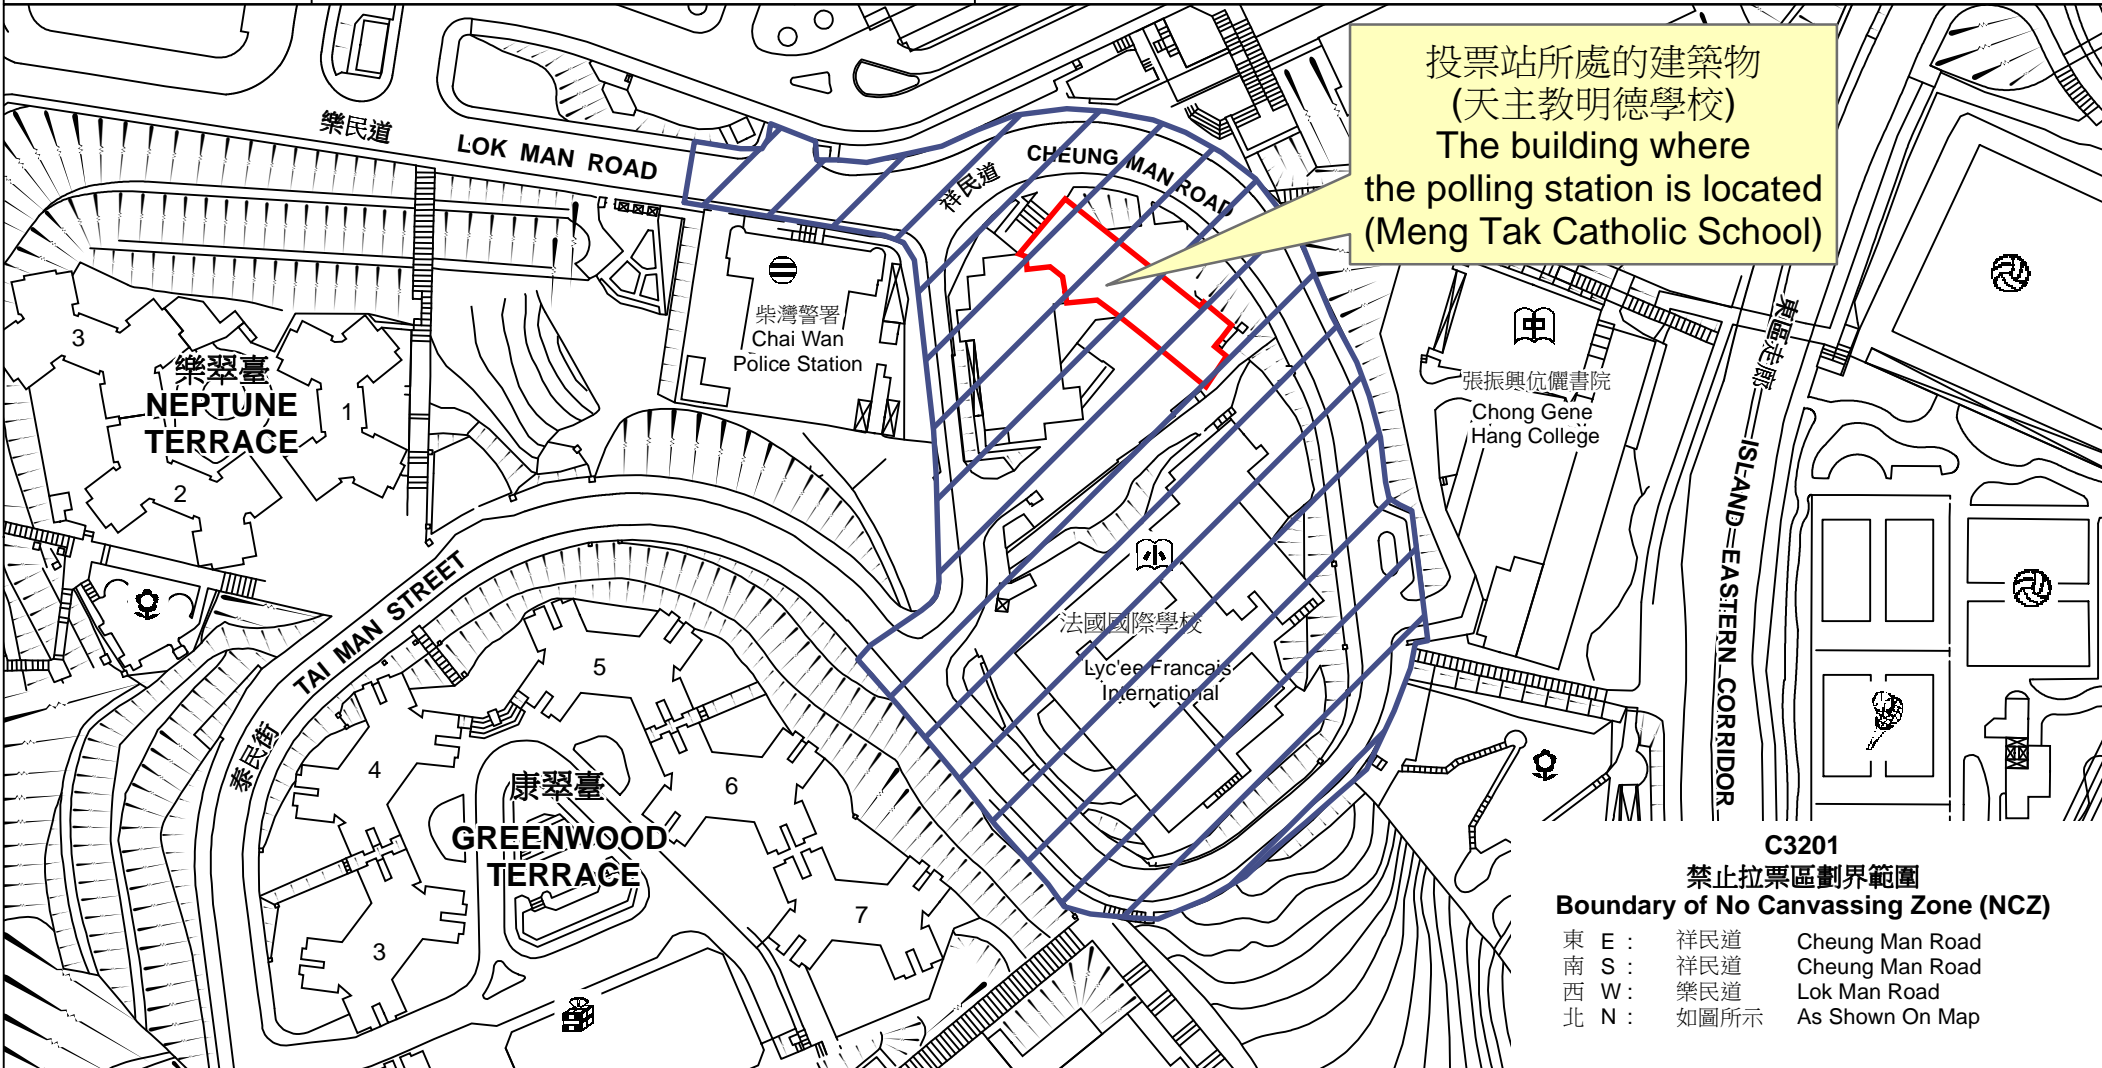 投票站所處的建築物
(天主教明德學校)
The building where
the polling station is located
(Meng Tak Catholic School)
樂民道
LOK MAN ROAD
祥民道
CHEUNG MAN ROAD
柴灣警署
Chai Wan
Police Station
中
張振興伉儷書院
Chong Gene
Hang College
東區走廊
ISLAND EASTERN CORRIDOR
3
樂翠臺
NEPTUNE
TERRACE
1
2
小
法國國際學校
Lyc'ee Francais
International
泰民街
TAI MAN STREET
5
4
康翠臺
6
GREENWOOD
TERRACE
7
3
C3201
禁止拉票區劃界範圍
Boundary of No Canvassing Zone (NCZ)
東 E : 祥民道 Cheung Man Road
南 S : 祥民道 Cheung Man Road
西 W : 樂民道 Lok Man Road
北 N : 如圖所示 As Shown On Map